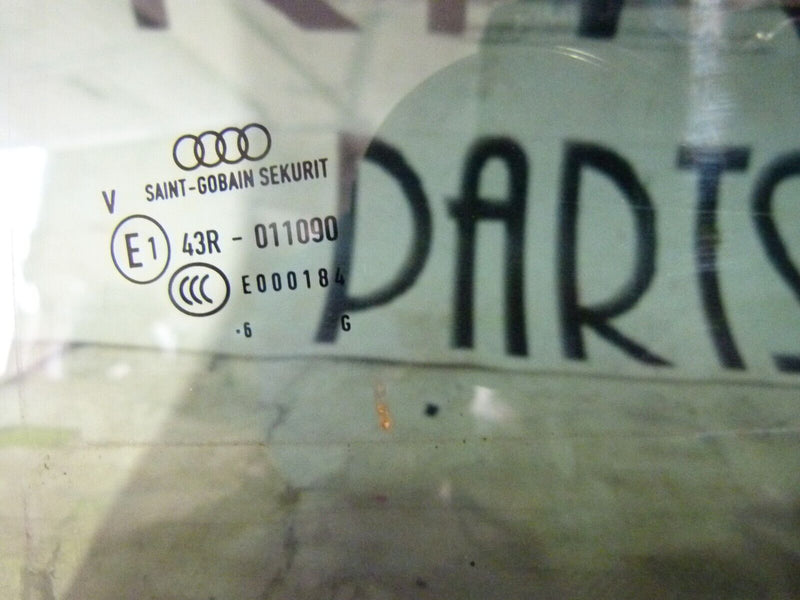 V SAINT-GOBAIN SEKURIT
E1 43R - 011090
CCC E000184
·6 G
PARTS